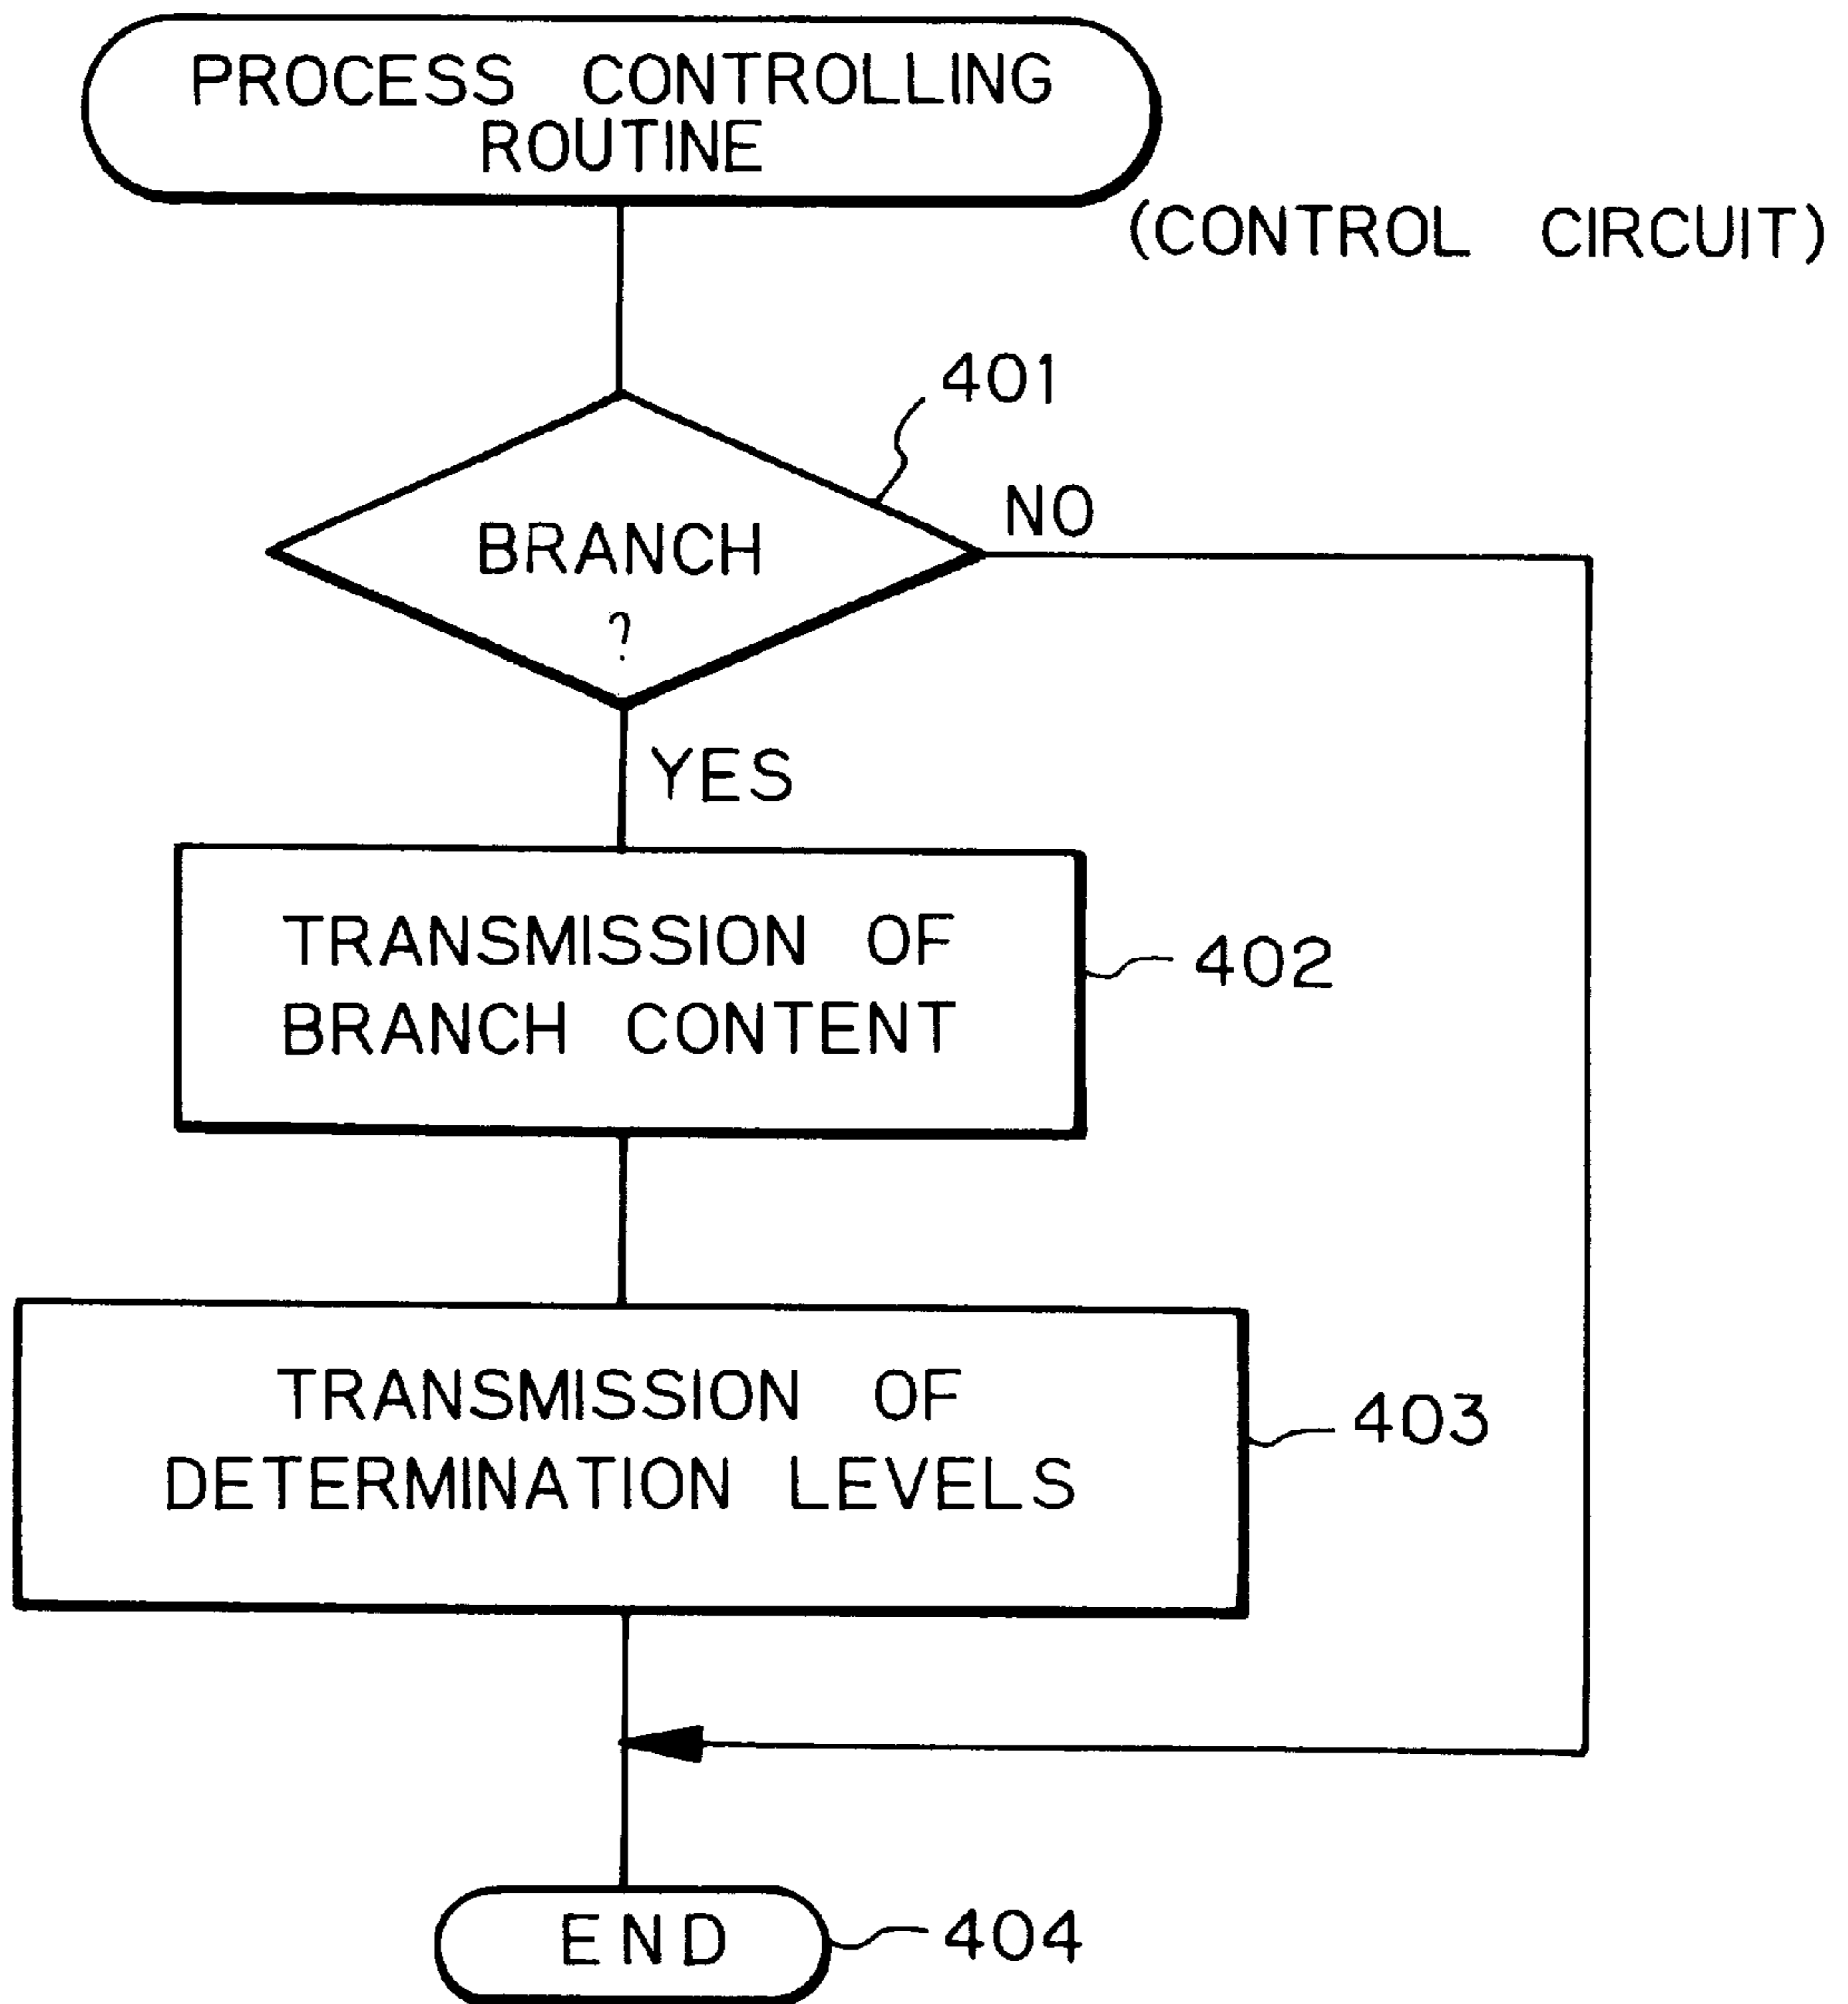 PROCESS CONTROLLING
ROUTINE
(CONTROL CIRCUIT)
401
NO
BRANCH
?
YES
TRANSMISSION OF
BRANCH CONTENT
402
TRANSMISSION OF
DETERMINATION LEVELS
403
END
404